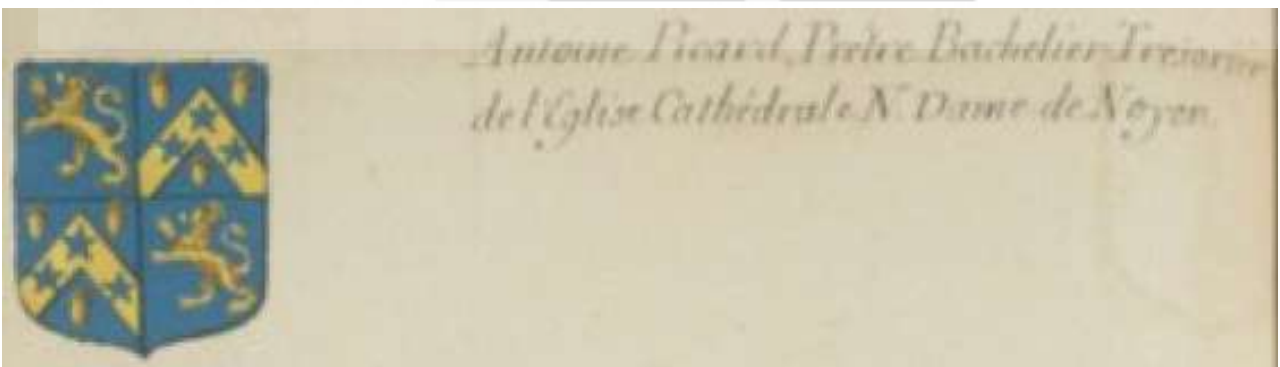 Antoine Picard, Prêtre Bachelier Tresorier
de l'Eglise Cathédrale N. Dame de Noyon.